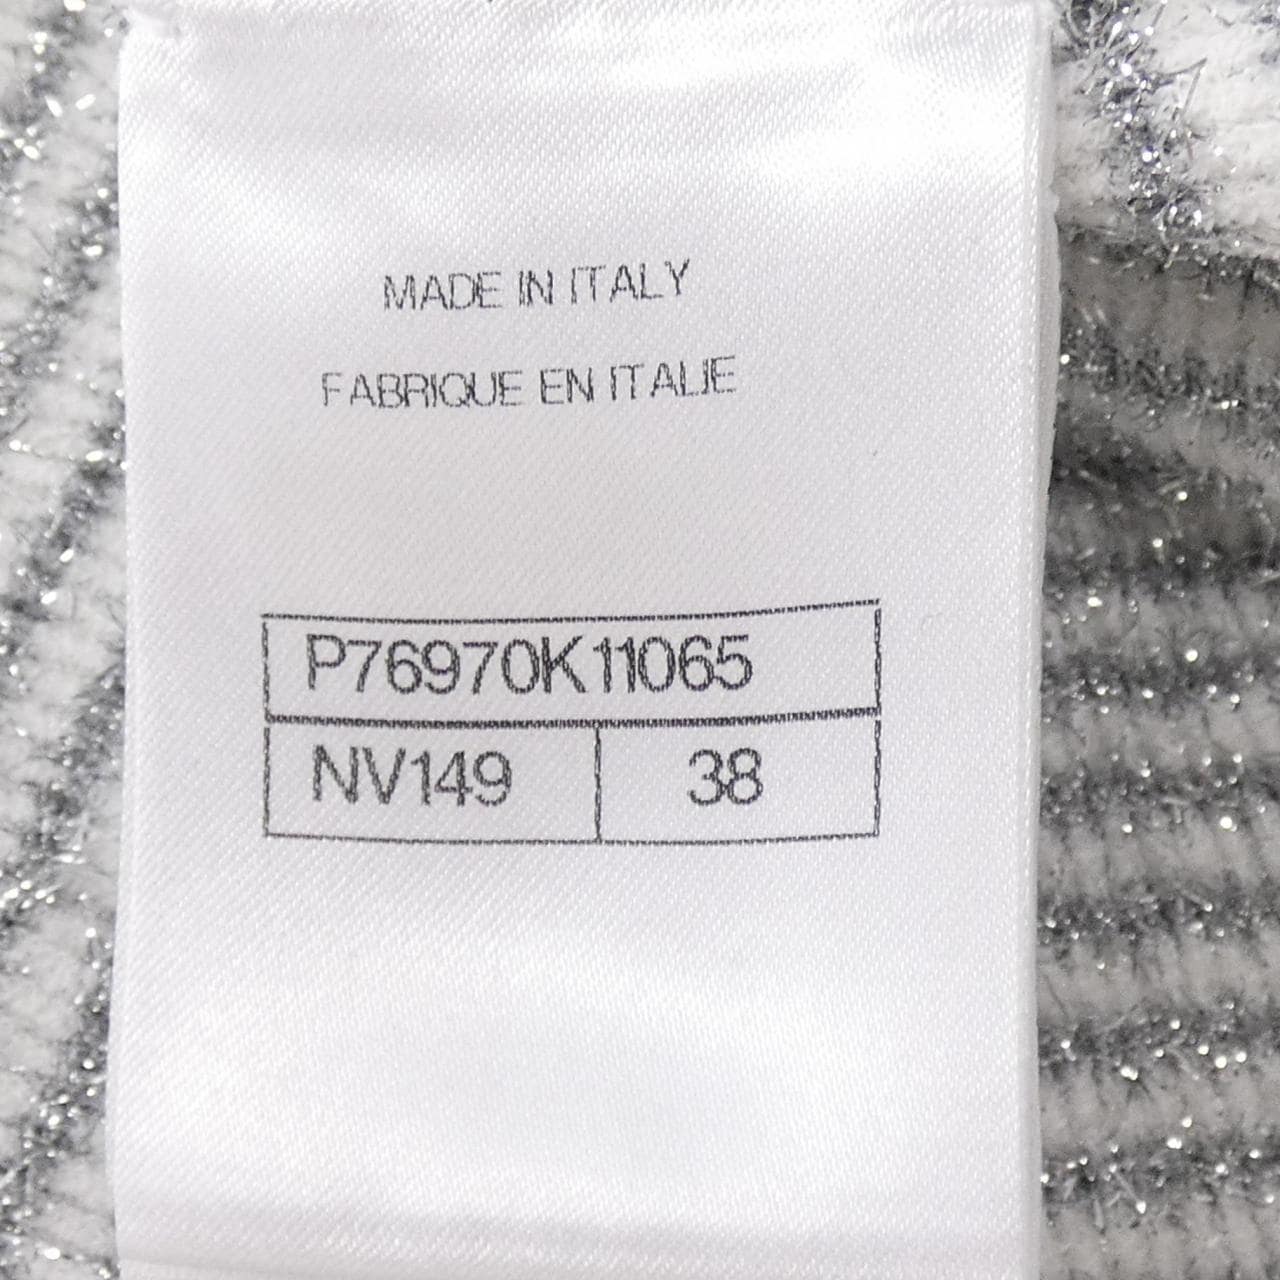 MADE IN ITALY
FABRIQUE EN ITALIE
P76970K11065
NV149 38